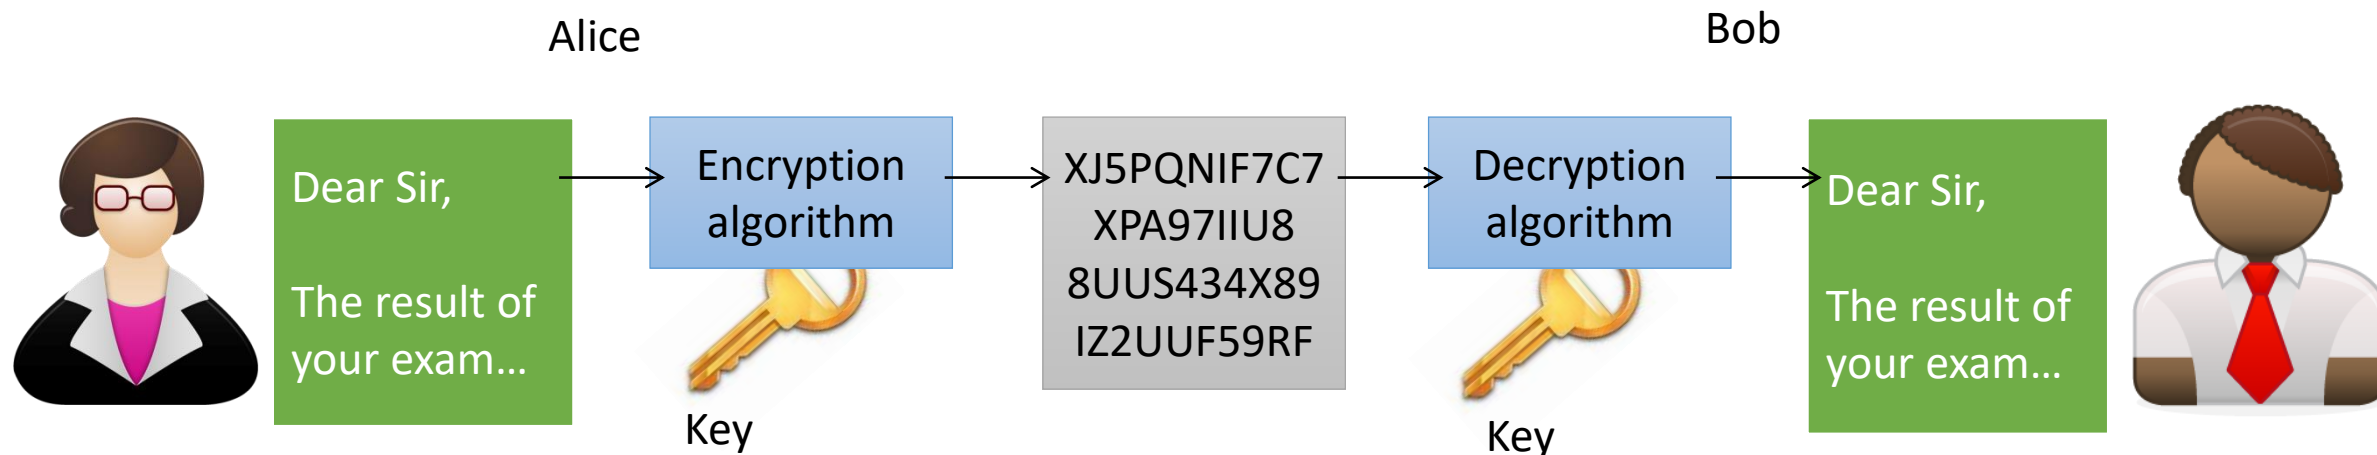 Alice
Bob
Dear Sir,
The result of
your exam...
Encryption
algorithm
Key
XJ5PQNIF7C7
XPA97IIU8
8UUS434X89
IZ2UUF59RF
Decryption
algorithm
Key
Dear Sir,
The result of
your exam...